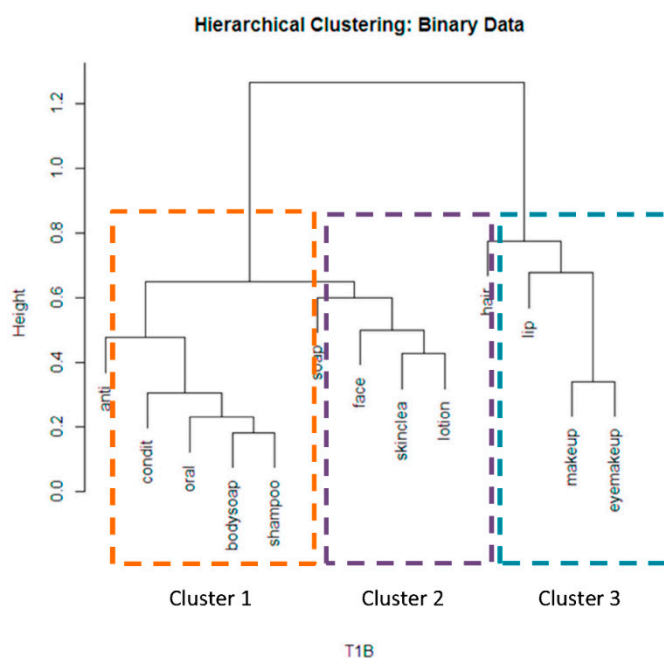 Hierarchical Clustering: Binary Data
Height
1.2
1.0
0.8
0.6
0.4
0.2
0.0
anti
condit
oral
bodysoap
shampoo
soap
face
skinclea
lotion
hair
lip
makeup
eyemakeup
Cluster 1
Cluster 2
Cluster 3
T1B